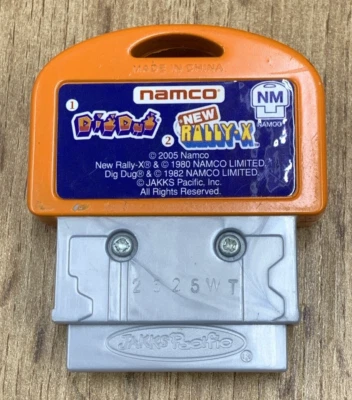 MADE IN CHINA
namco®
NM
NAMCO
1 DIG DUG
2 NEW RALLY-X
© 2005 Namco
New Rally-X® & © 1980 NAMCO LIMITED.
Dig Dug® & © 1982 NAMCO LIMITED.
© JAKKS Pacific, Inc.
All Rights Reserved.
2625WT
JAKKS Pacific®